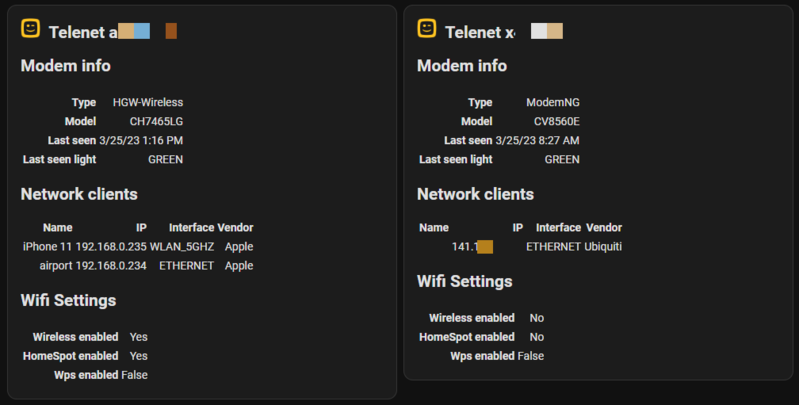 Telenet a
Modem info
Type HGW-Wireless
Model CH7465LG
Last seen 3/25/23 1:16 PM
Last seen light GREEN
Network clients
Name IP Interface Vendor
iPhone 11 192.168.0.235 WLAN_5GHZ Apple
airport 192.168.0.234 ETHERNET Apple
Wifi Settings
Wireless enabled Yes
HomeSpot enabled Yes
Wps enabled False
Telenet x
Modem info
Type ModemNG
Model CV8560E
Last seen 3/25/23 8:27 AM
Last seen light GREEN
Network clients
Name IP Interface Vendor
141. ETHERNET Ubiquiti
Wifi Settings
Wireless enabled No
HomeSpot enabled No
Wps enabled False